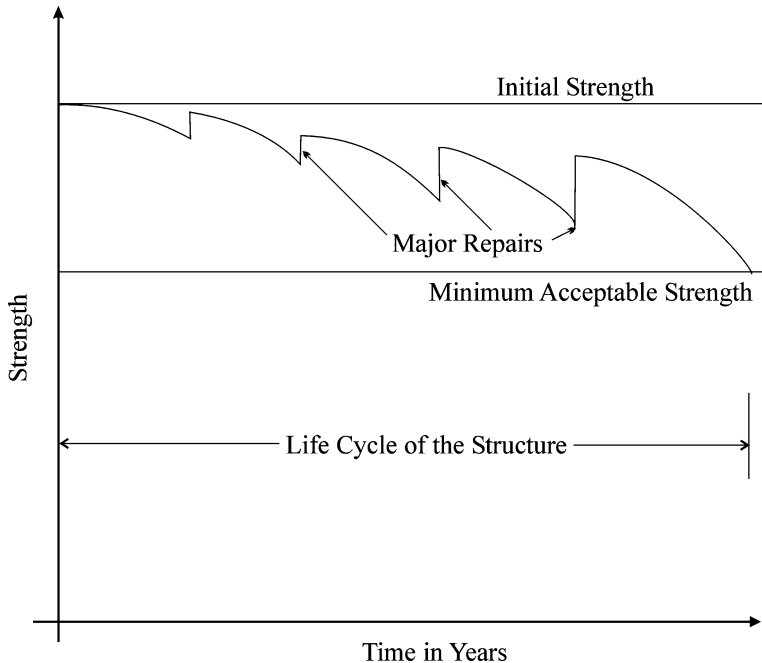 Initial Strength
Major Repairs
Minimum Acceptable Strength
Strength
Life Cycle of the Structure
Time in Years